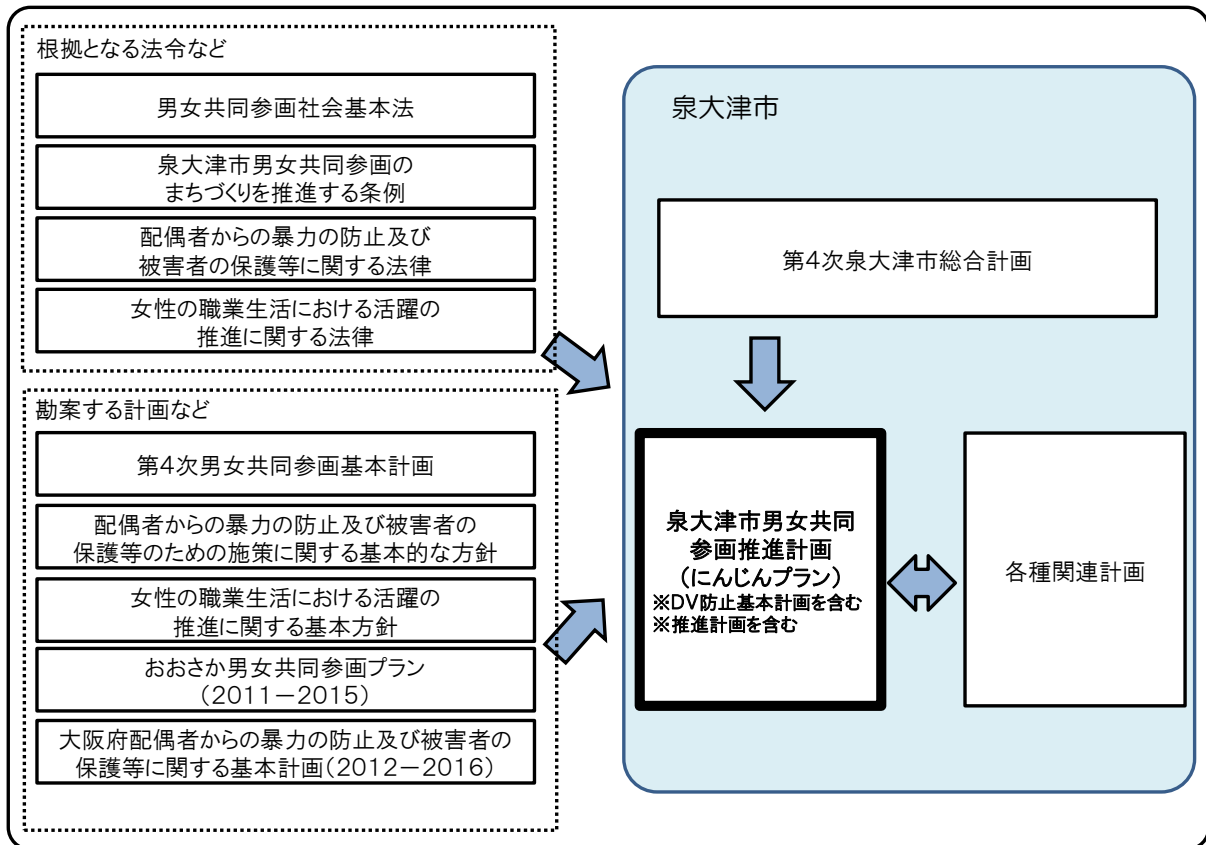 根拠となる法令など
男女共同参画社会基本法
泉大津市男女共同参画の
まちづくりを推進する条例
配偶者からの暴力の防止及び
被害者の保護等に関する法律
女性の職業生活における活躍の
推進に関する法律
勘案する計画など
第4次男女共同参画基本計画
配偶者からの暴力の防止及び被害者の
保護等のための施策に関する基本的な方針
女性の職業生活における活躍の
推進に関する基本方針
おおさか男女共同参画プラン
(2011－2015)
大阪府配偶者からの暴力の防止及び被害者の
保護等に関する基本計画(2012－2016)
泉大津市
第4次泉大津市総合計画
泉大津市男女共同
参画推進計画
(にんじんプラン)
※DV防止基本計画を含む
※推進計画を含む
各種関連計画